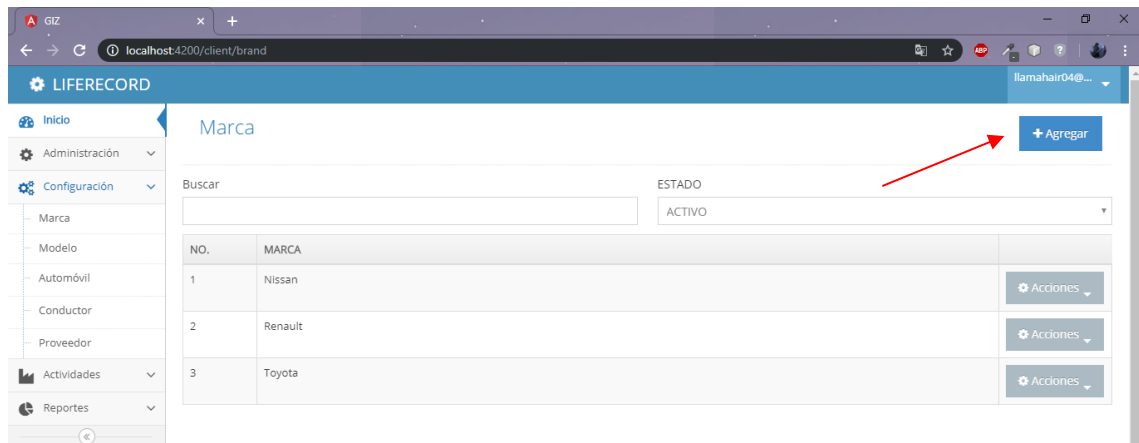 GIZ
localhost:4200/client/brand
ABP
LIFERECORD
llamahair04@...
Inicio
Administración
Configuración
Marca
Modelo
Automóvil
Conductor
Proveedor
Actividades
Reportes
Marca
+ Agregar
Buscar
ESTADO
ACTIVO
NO. MARCA
1 Nissan Acciones
2 Renault Acciones
3 Toyota Acciones